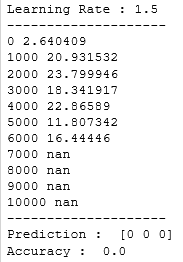 Learning Rate : 1.5
--------------------
0 2.640409
1000 20.931532
2000 23.799946
3000 18.341917
4000 22.86589
5000 11.807342
6000 16.44446
7000 nan
8000 nan
9000 nan
10000 nan
--------------------
Prediction :  [0 0 0]
Accuracy :  0.0